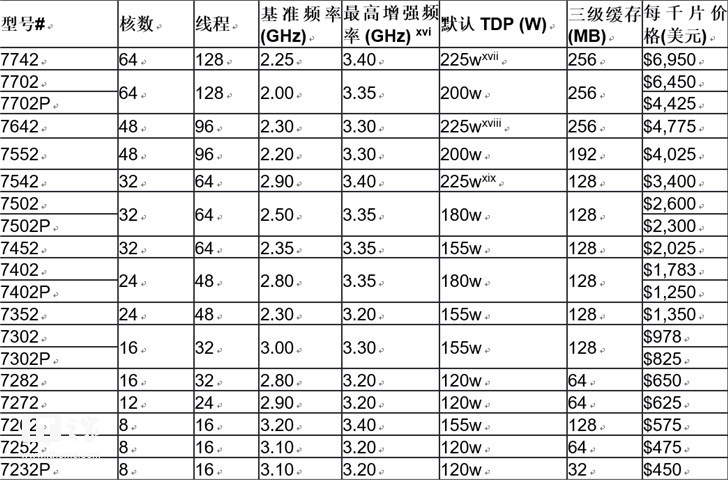 型号# 核数 线程 基准频率(GHz) 最高增强频率 (GHz) xvi 默认 TDP (W) 三级缓存(MB) 每千片价格(美元)
7742 64 128 2.25 3.40 225w xvii 256 $6,950
7702 64 128 2.00 3.35 200w 256 $6,450
7702P $4,425
7642 48 96 2.30 3.30 225w xviii 256 $4,775
7552 48 96 2.20 3.30 200w 192 $4,025
7542 32 64 2.90 3.40 225w xix 128 $3,400
7502 32 64 2.50 3.35 180w 128 $2,600
7502P $2,300
7452 32 64 2.35 3.35 155w 128 $2,025
7402 24 48 2.80 3.35 180w 128 $1,783
7402P $1,250
7352 24 48 2.30 3.20 155w 128 $1,350
7302 16 32 3.00 3.30 155w 128 $978
7302P $825
7282 16 32 2.80 3.20 120w 64 $650
7272 12 24 2.90 3.20 120w 64 $625
8 16 3.20 3.40 155w 128 $575
7252 8 16 3.10 3.20 120w 64 $475
7232P 8 16 3.10 3.20 120w 32 $450